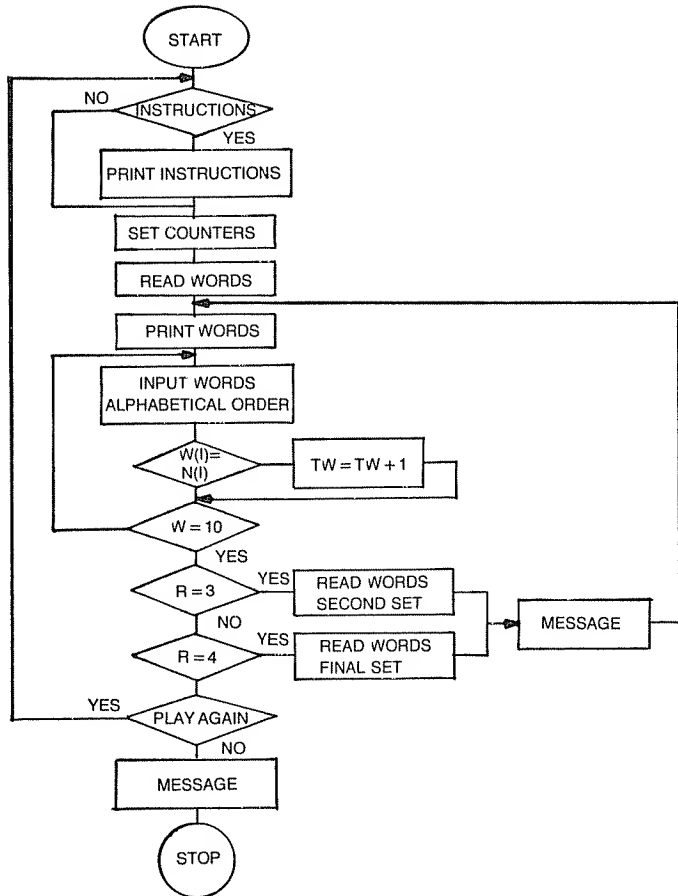 START
NO
INSTRUCTIONS
YES
PRINT INSTRUCTIONS
SET COUNTERS
READ WORDS
PRINT WORDS
INPUT WORDS
ALPHABETICAL ORDER
W(I)=
N(I)
TW = TW + 1
W = 10
YES
R = 3
YES
READ WORDS
SECOND SET
MESSAGE
NO
R = 4
YES
READ WORDS
FINAL SET
YES
PLAY AGAIN
NO
MESSAGE
STOP